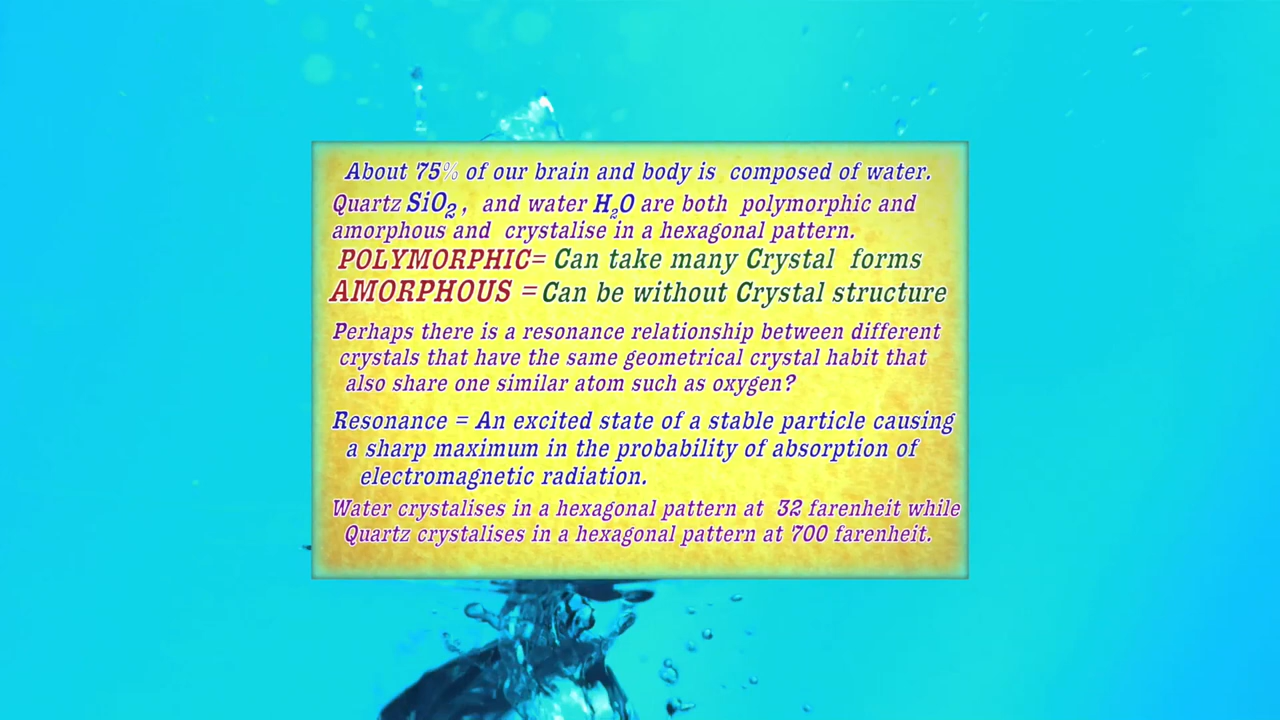 About 75% of our brain and body is composed of water.
Quartz SiO₂, and water H₂O are both polymorphic and
amorphous and crystalise in a hexagonal pattern.
POLYMORPHIC= Can take many Crystal forms
AMORPHOUS = Can be without Crystal structure
Perhaps there is a resonance relationship between different
crystals that have the same geometrical crystal habit that
also share one similar atom such as oxygen?
Resonance = An excited state of a stable particle causing
a sharp maximum in the probability of absorption of
electromagnetic radiation.
Water crystalises in a hexagonal pattern at 32 farenheit while
Quartz crystalises in a hexagonal pattern at 700 farenheit.